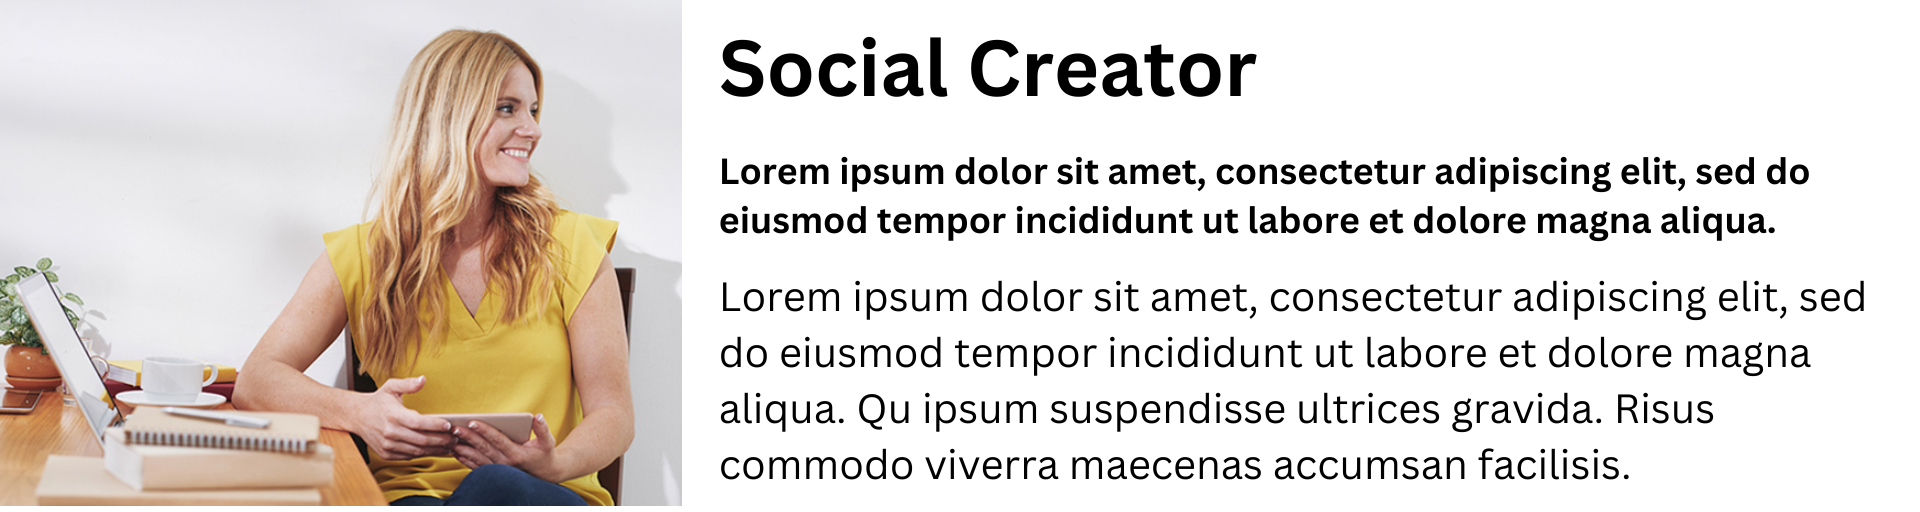 Social Creator
Lorem ipsum dolor sit amet, consectetur adipiscing elit, sed do
eiusmod tempor incididunt ut labore et dolore magna aliqua.
Lorem ipsum dolor sit amet, consectetur adipiscing elit, sed
do eiusmod tempor incididunt ut labore et dolore magna
aliqua. Qu ipsum suspendisse ultrices gravida. Risus
commodo viverra maecenas accumsan facilisis.